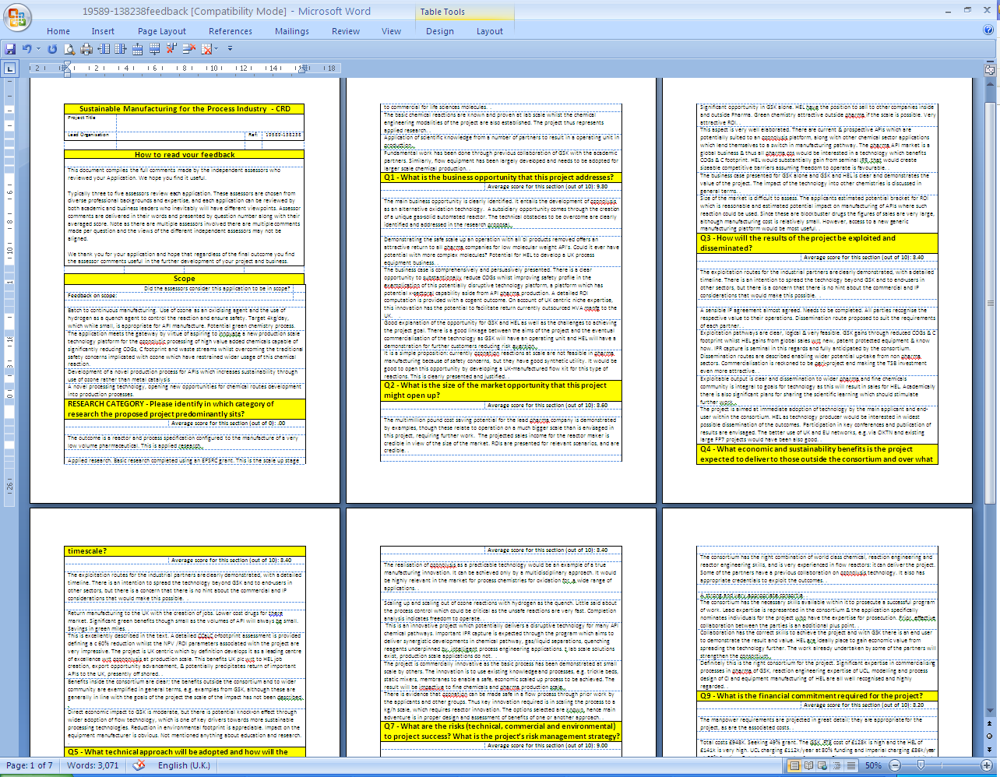 19589-138238feedback [Compatibility Mode] - Microsoft Word
Table Tools
Home Insert Page Layout References Mailings Review View Design Layout
2 2 4 6 8 10 12 14 16 18
Sustainable Manufacturing for the Process Industry - CRD
Project Title
Lead Organisation Ref: 19589-138238
How to read your feedback
This document compiles the full comments made by the independent assessors who
reviewed your Application. We hope you find it useful.
Typically three to five assessors review each application. These assessors are chosen from
diverse professional backgrounds and expertise, and each application can be reviewed by
both academic and business leaders who inevitably will have different viewpoints. Assessor
comments are delivered in their words and presented by question number along with their
averaged score. Note as there are multiple assessors involved there are multiple comments
made per question and the views of the different independent assessors may not be
aligned.
We thank you for your application and hope that regardless of the final outcome you find
the assessor comments useful in the further development of your project and business.
Scope
Did the assessors consider this application to be in scope?
Feedback on scope:
Batch to continuous manufacturing. Use of ozone as an oxidising agent and the use of
hydrogen as a quench agent to control the reaction and ensure safety. Target 4kg/day,
which while small, is appropriate for API manufacture. Potential green chemistry process.
The application meets the gateway by virtue of aspiring to innovate a new production scale
technology platform for the ozonolysis processing of high value added chemicals capable of
significantly reducing COGs, C footprint and waste streams whilst overcoming the traditional
safety concerns implicated with ozone which have restrained wider usage of this chemical
reaction.
Development of a novel production process for APIs which increases sustainability through
use of ozone rather than metal catalysis
A novel processing technology, opening new opportunities for chemical routes development
into production processes.
RESEARCH CATEGORY - Please identify in which category of
research the proposed project predominantly sits?
Average score for this section (out of 0): .00
The outcome is a reactor and process specification configured to the manufacture of a very
low volume pharmaceutical. This is applied research. .
Applied research. Basic research completed using an EPSRC grant. This is the scale up stage
to commercial for life sciences molecules. .
The basic chemical reactions are known and proven at lab scale whilst the chemical
engineering modalities of the project are also established. The project thus represents
applied research. .
Application of scientific knowledge from a number of partners to result in a operating unit in
production. .
Fundamental work has been done through previous collaboration of GSK with the academic
partners. Similarly, flow equipment has been largely developed and needs to be adopted for
larger scale chemical production. .
Q1 - What is the business opportunity that this project addresses?
Average score for this section (out of 10): 9.80
The main business opportunity is clearly identified. It entails the development of ozonolysis
as an alternative oxidation technology. A subsidiary opportunity comes through the creation
of a unique gas-solid automated reactor. The technical obstacles to be overcome are clearly
identified and addressed in the research proposal. .
Demonstrating the safe scale up an operation with all bi products removed offers an
attractive return to all pharma companies for low molecular weight API's. Could it ever have
potential with more complex molecules? Potential for HEL to develop a UK process
equipment business.
The business case is comprehensively and persuasively presented. There is a clear
opportunity to substantionally reduce COGs whilst improving safety profile in the
exemplification of this potentially disruptive technology platform, a platform which has
potential x-sectoral capability aside from API pharma production. A detailed ROI
computation is provided with a cogent outcome. On account of UK centric niche expertise,
this innovation has the potential to facilitate return currently outsourced HVA manfg to the
UK.
Good explanation of the opportunity for GSK and HEL as well as the challenges to achieving
the project goal. There is a good linkage between the aims of the project and the eventual
commercialisation of the technology as GSK will have an operating unit and HEL will have a
demonstration for further customers reducing risk aversion. .
It is a simple proposition: currently ozonation reactions at scale are not feasible in pharma
manufacturing because of safety concerns, but they have good synthetic utility. It would be
good to open this opportunity by developing a UK-manufactured flow kit for this type of
reactions. This is clearly presented and justified. .
Q2 - What is the size of the market opportunity that this project
might open up?
Average score for this section (out of 10): 8.60
The multimillion pound cost saving potential for the lead pharma company is demonstrated
by examples, though these relate to operation on a much bigger scale than is envisaged in
this project, requiring further work. The projected sales income for the reactor maker is
credible in view of the size of the market. ROIs are presented for relevant scenarios, and are
credible. .
Significant opportunity in GSK alone. HEL have the position to sell to other companies inside
and outside Pharma. Green chemistry attractive outside pharma if the scale is possible. Very
attractive ROI. .
This aspect is very well elaborated. There are current & prospective APIs which are
potentially suited to an ozonolysis platform, along with other chemical sector applications
which lend themselves to a switch in manufacturing pathway. The pharma API market is a
global business & thus all pharma cos would be interested in a technology which benefits
COGs & C footprint. HEL would substantially gain from seminal IPR that would create
sizeable competitive barriers assuming freedom to operate is favourable. .
The business case presented for GSK alone and GSK and HEL is clear and demonstrates the
value of the project. The impact of the technology into other chemistries is discussed in
general terms. .
Size of the market is difficult to assess. The applicants estimated potential bracket for ROI
which is reasonable and estimated potential impact on manufacturing of APIs where such
reaction could be used. Since these are blockbuster drugs the figures of sales are very large,
although manufacturing cost is relatively small. However, access to a new generic
manufacturing platform would be most useful. .
Q3 - How will the results of the project be exploited and
disseminated?
Average score for this section (out of 10): 8.40
The exploitation routes for the industrial partners are clearly demonstrated, with a detailed
timeline. There is an intention to spread the technology beyond GSK and to end-users in
other sectors, but there is a concern that there is no hint about the commercial and IP
considerations that would make this possible. .
A sensible IP agreement almost agreed. Needs to be completed. All parties recognise the
respective value to their operations. Dissemination route proposed to suit the requirements
of each partner.
Exploitation pathways are clear, logical & very feasible. GSK gains through reduced COGs & C
footprint whilst HEL gains from global sales wrt new, patent protected equipment & know
how. IPR capture is seminal in this regards and fully anticipated by the consortium.
Dissemination routes are described enabling wider potential up-take from non pharma
sectors. Commercialisation is reckoned to be peri-project and making the TSB investment
even more attractive. .
Exploitable output is clear and dissemination to wider pharma and fine chemicals
community is integral to goals for technology as this will result in sales for HEL. Academically
there is also significant plans for sharing the scientific learning which should stimulate
further work. .
The project is aimed at immediate adoption of technology by the main applicant and end-
user within the consortium. HEL as technology producer would be interested in widest
possible dissemination of the outcomes. Participation in key conferences and publication of
results are envisaged. The better use of UK and EU networks, e.g. via CIKTN and existing
large FP7 projects would have been also good. .
Q4 - What economic and sustainability benefits is the project
expected to deliver to those outside the consortium and over what
timescale?
Average score for this section (out of 10): 8.40
The exploitation routes for the industrial partners are clearly demonstrated, with a detailed
timeline. There is an intention to spread the technology beyond GSK and to end-users in
other sectors, but there is a concern that there is no hint about the commercial and IP
considerations that would make this possible. .
Return manufacturing to the UK with the creation of jobs. Lower cost drugs for there
market. Significant green benefits though small as the volumes of API will always be small.
Savings in green miles. .
This is excellently described in the text. A detailed footprint assessment is provided
defining a c 60% reduction whilst the NPV /ROI parameters associated with the project are
very impressive. The project is UK centric which by definition develops it as a leading centre
of excellence wrt ozonolysis at production scale. This benefits UK plc wrt to HEL job
creation, export opportunity advancement, & potentially precipitates return of important
APIs to the UK, presently off shored. .
Benefits inside the consortium are clear; the benefits outside the consortium and to wider
community are exemplified in general terms, e.g. examples from GSK, although these are
generally in line with the goals of the project the scale of the impact has not been
.
Direct economic impact to GSK is moderate, but there is potential knock-on effect through
wider adoption of flow technology, which is one of key drivers towards more sustainable
processing technologies. Reduction in environmental footprint is appreciable. Impact on the
equipment manufacturer is obvious. Not mentioned anything about education and research.
.
Q5 - What technical approach will be adopted and how will the
Average score for this section (out of 10): 8.40
The realisation of ozonolysis as a practicable technology would be an example of a true
manufacturing innovation. It can be achieved only by a multidisciplinary approach. It would
be highly relevant in the market for process chemistries for oxidation for a wide range of
applications. .
Scaling up and scaling out of ozone reactions with hydrogen as the quench. Little said about
the process control which could be critical as the unsafe reactions are very fast. Completion
analysis indicates freedom to operate. .
This is an innovative project which potentially delivers a disruptive technology for many API
chemical pathways. Important IPR capture is expected through the program which aims to
deliver synergistic developments in chemical pathway, gas/liquid separations, quenching
reagents underpinned by intelligent process engineering applications. lab scale solutions
exist, production scale applications do not. .
The project is commercially innovative as the basic process has been demonstrated at small
scale by others. The innovation is to use existing knowledge and processes, e.g. trickle beds,
static mixers, membranes to enable a safe, economic scaled up process to be achieved. The
result will be impactive to fine chemicals and pharma production scale. .
There is evidence that ozonation can be made safe in a flow process through prior work by
the applicants and other groups. Thus key innovation required is in scaling the process to a
kg/h scale, which requires reactor innovation. The options selected are known, hence main
adventure is in proper design and assessment of benefits of one or another approach. .
Q7 - What are the risks (technical, commercial and environmental)
to project success? What is the project's risk management strategy?
Average score for this section (out of 10): 9.00
The consortium has the right combination of world class chemical, reaction engineering and
reactor engineering skills, and is very experienced in flow reactors: it can deliver the project.
Some of the partners have a previous collaboration on ozonolysis technology. It also has
appropriate credentials to exploit the outcomes. .
A strong and very appropriate consortia. .
The consortium has the necessary skills available within it to prosecute a successful program
of work. Lead expertise is represented in the consortium & the application specifically
nominates individuals for the project who have the expertise for prosecution. Prior, effective
collaboration between the parties is an additional plus point. .
Collaboration has the correct skills to achieve the project and with GSK there is an end user
to demonstrate the result and value. HEL are ideally place to gain economic value from
spreading the technology further. The work already undertaken by some of the partners will
strengthen the consortium. .
Definitely this is the right consortium for the project. Significant expertise in commercialising
processes in pharma of GSK, reaction engineering expertise of UCL, modelling and process
design of CI and equipment manufacturing of HEL are all well recognised and highly
regarded. .
Q9 - What is the financial commitment required for the project?
Average score for this section (out of 10): 8.20
The manpower requirements are projected in great detail; they are appropriate for the
project, as are the associated costs. .
Total costs £948K. Seeking 49% grant. The GSK FTE cost of £128K is high and the HEL of
£141K is very high. UCL charging £112k/year at 80% funding and Imperial charging £86k/year
Page: 1 of 7 Words: 3,071 English (U.K.) 50%